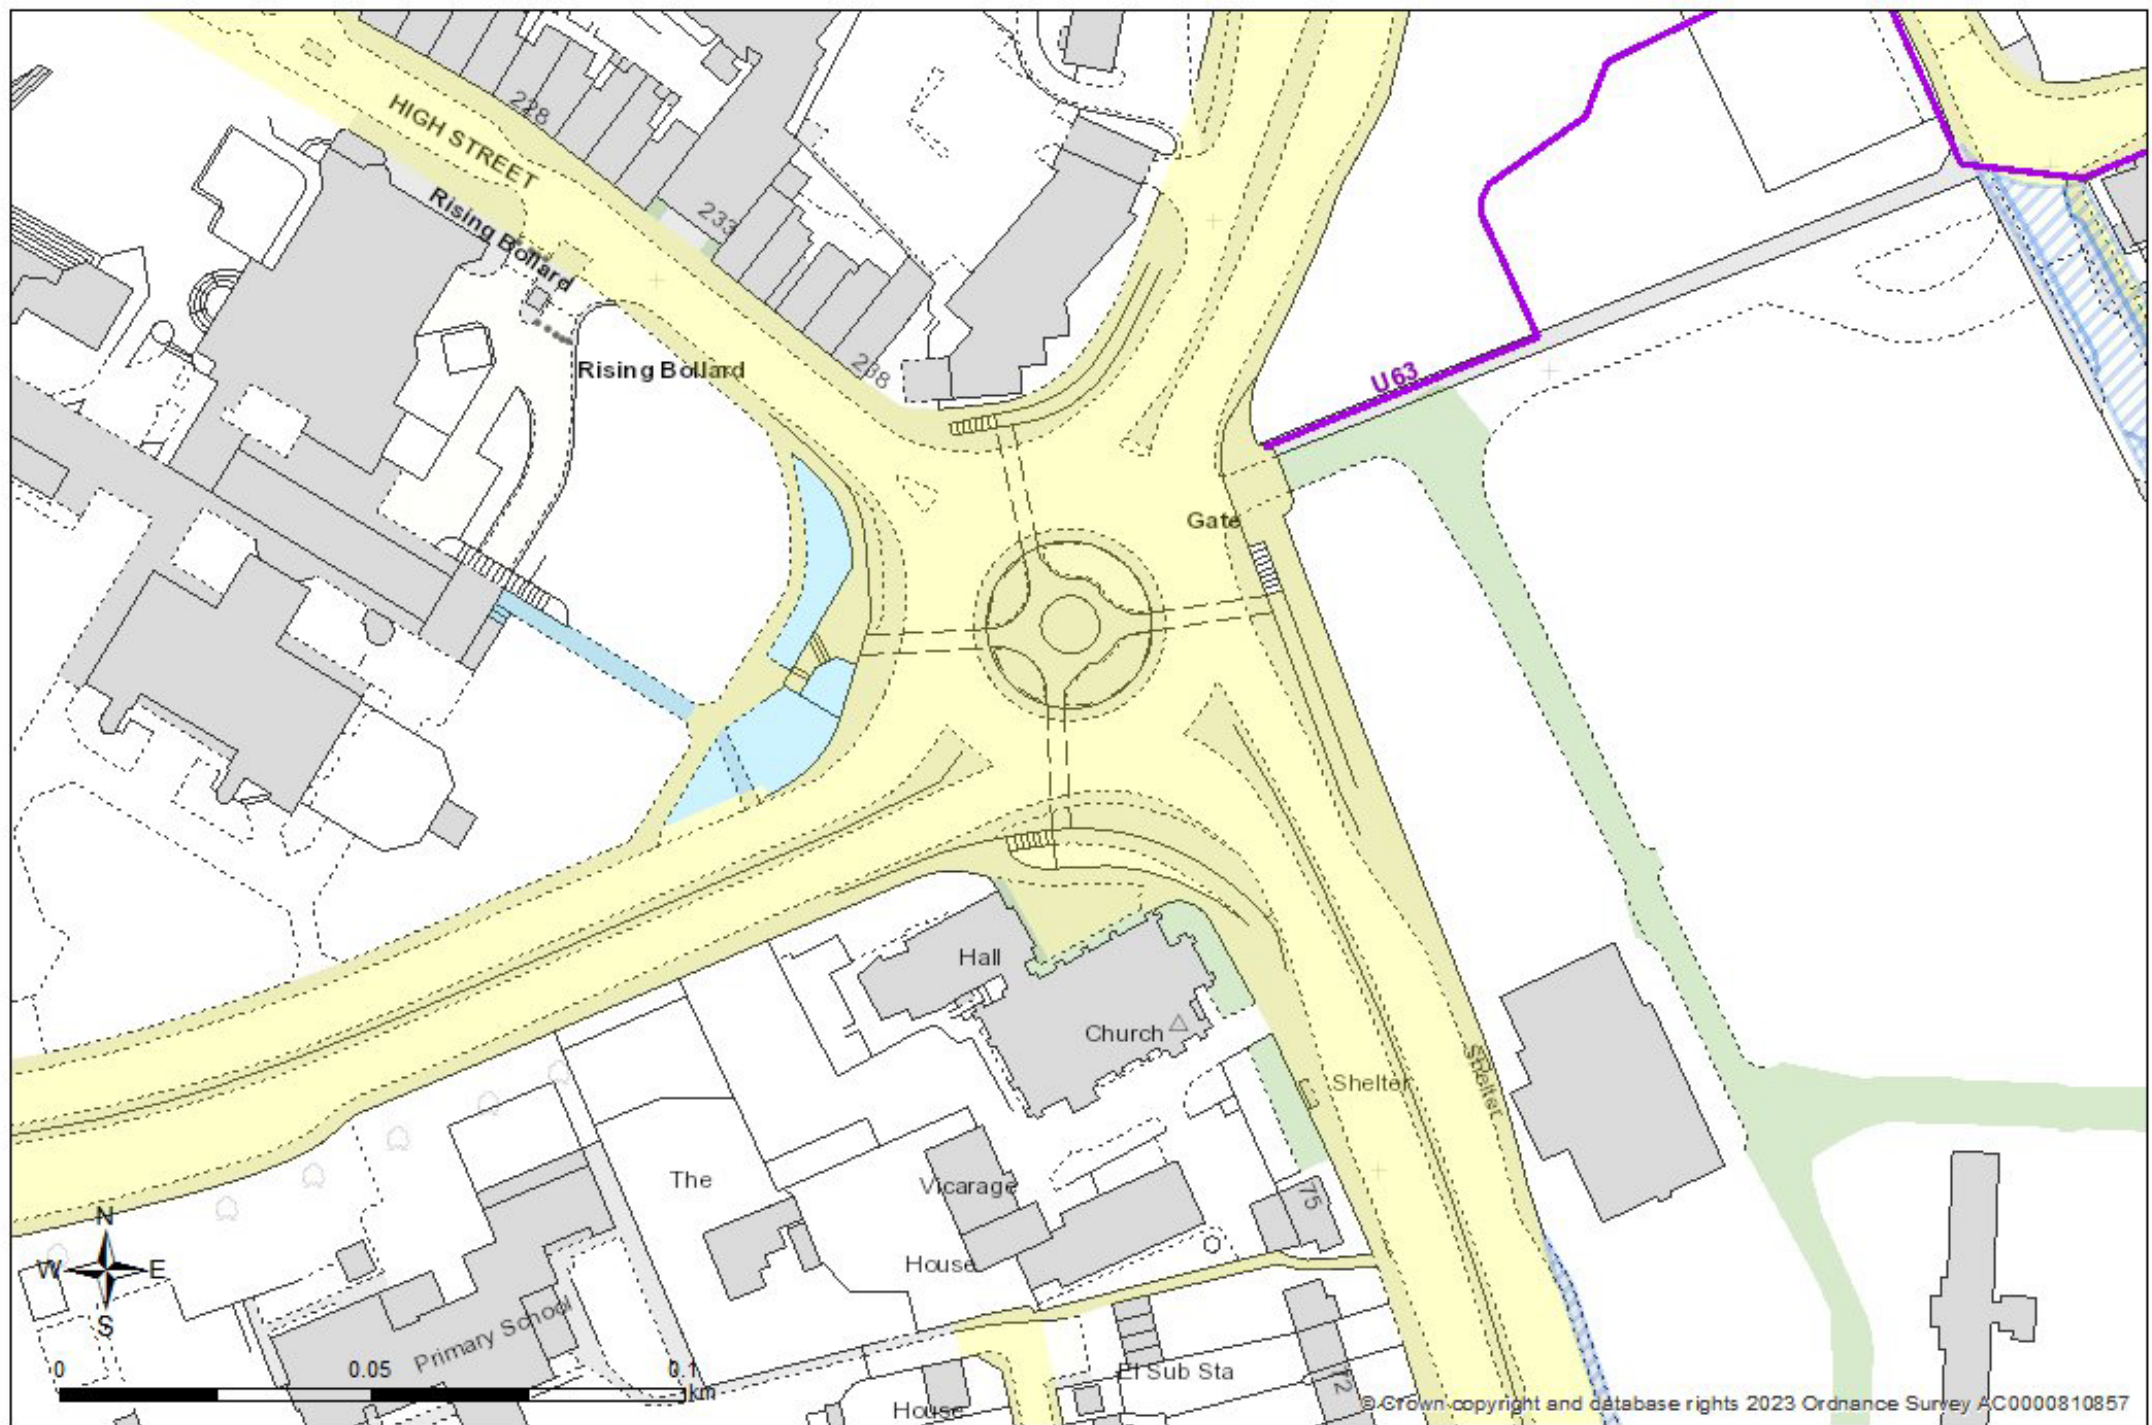 HIGH STREET
228
Rising Bollard
233
Rising Bollard
238
U63
Gate
Hall
Church
Shelter
Shelter
The
Vicarage
75
House
N
W E
S
Primary School
0 0.05 0.1
km
El Sub Sta
72
House
© Crown copyright and database rights 2023 Ordnance Survey AC0000810857